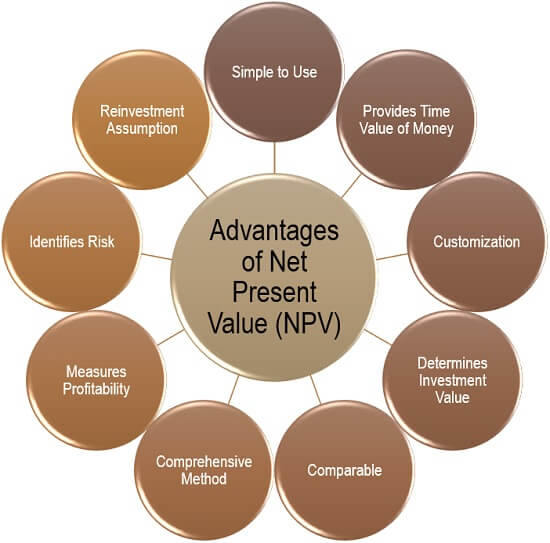 Advantages
of Net
Present
Value (NPV)
Simple to Use
Provides Time
Value of Money
Customization
Determines
Investment
Value
Comparable
Comprehensive
Method
Measures
Profitability
Identifies Risk
Reinvestment
Assumption